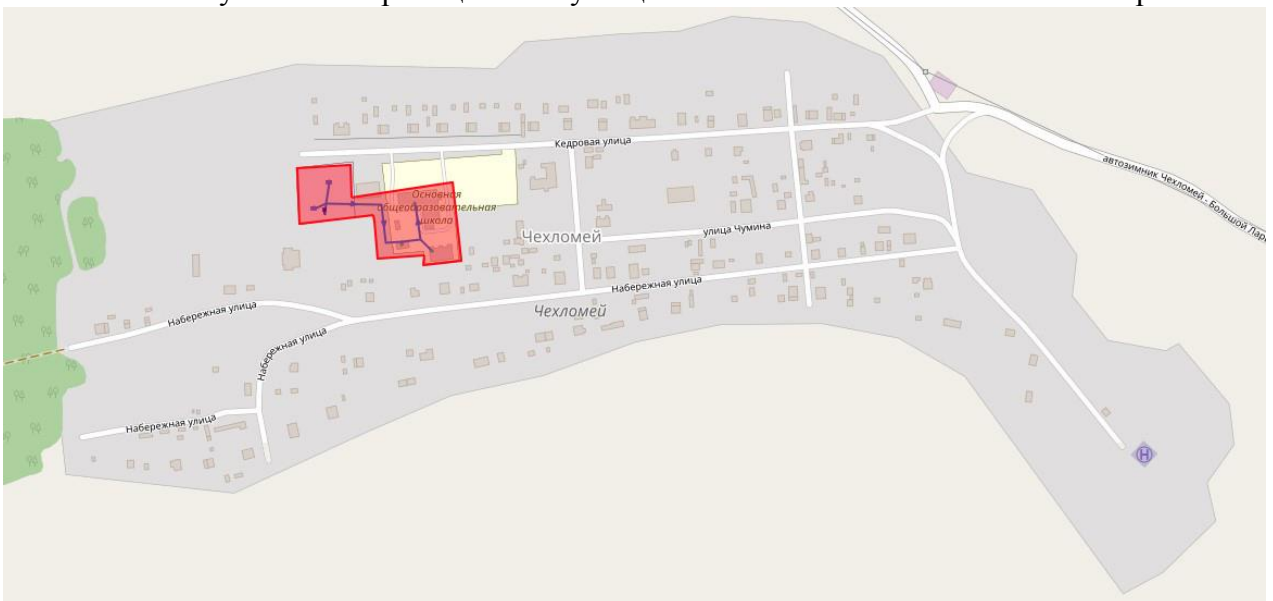 Кедровая улица
автозимник Чехломей - Большой Ларь
Основная
общеобразовательная
школа
Чехломей
улица Чумина
Набережная улица
Набережная улица
Чехломей
Набережная улица
Набережная улица
H